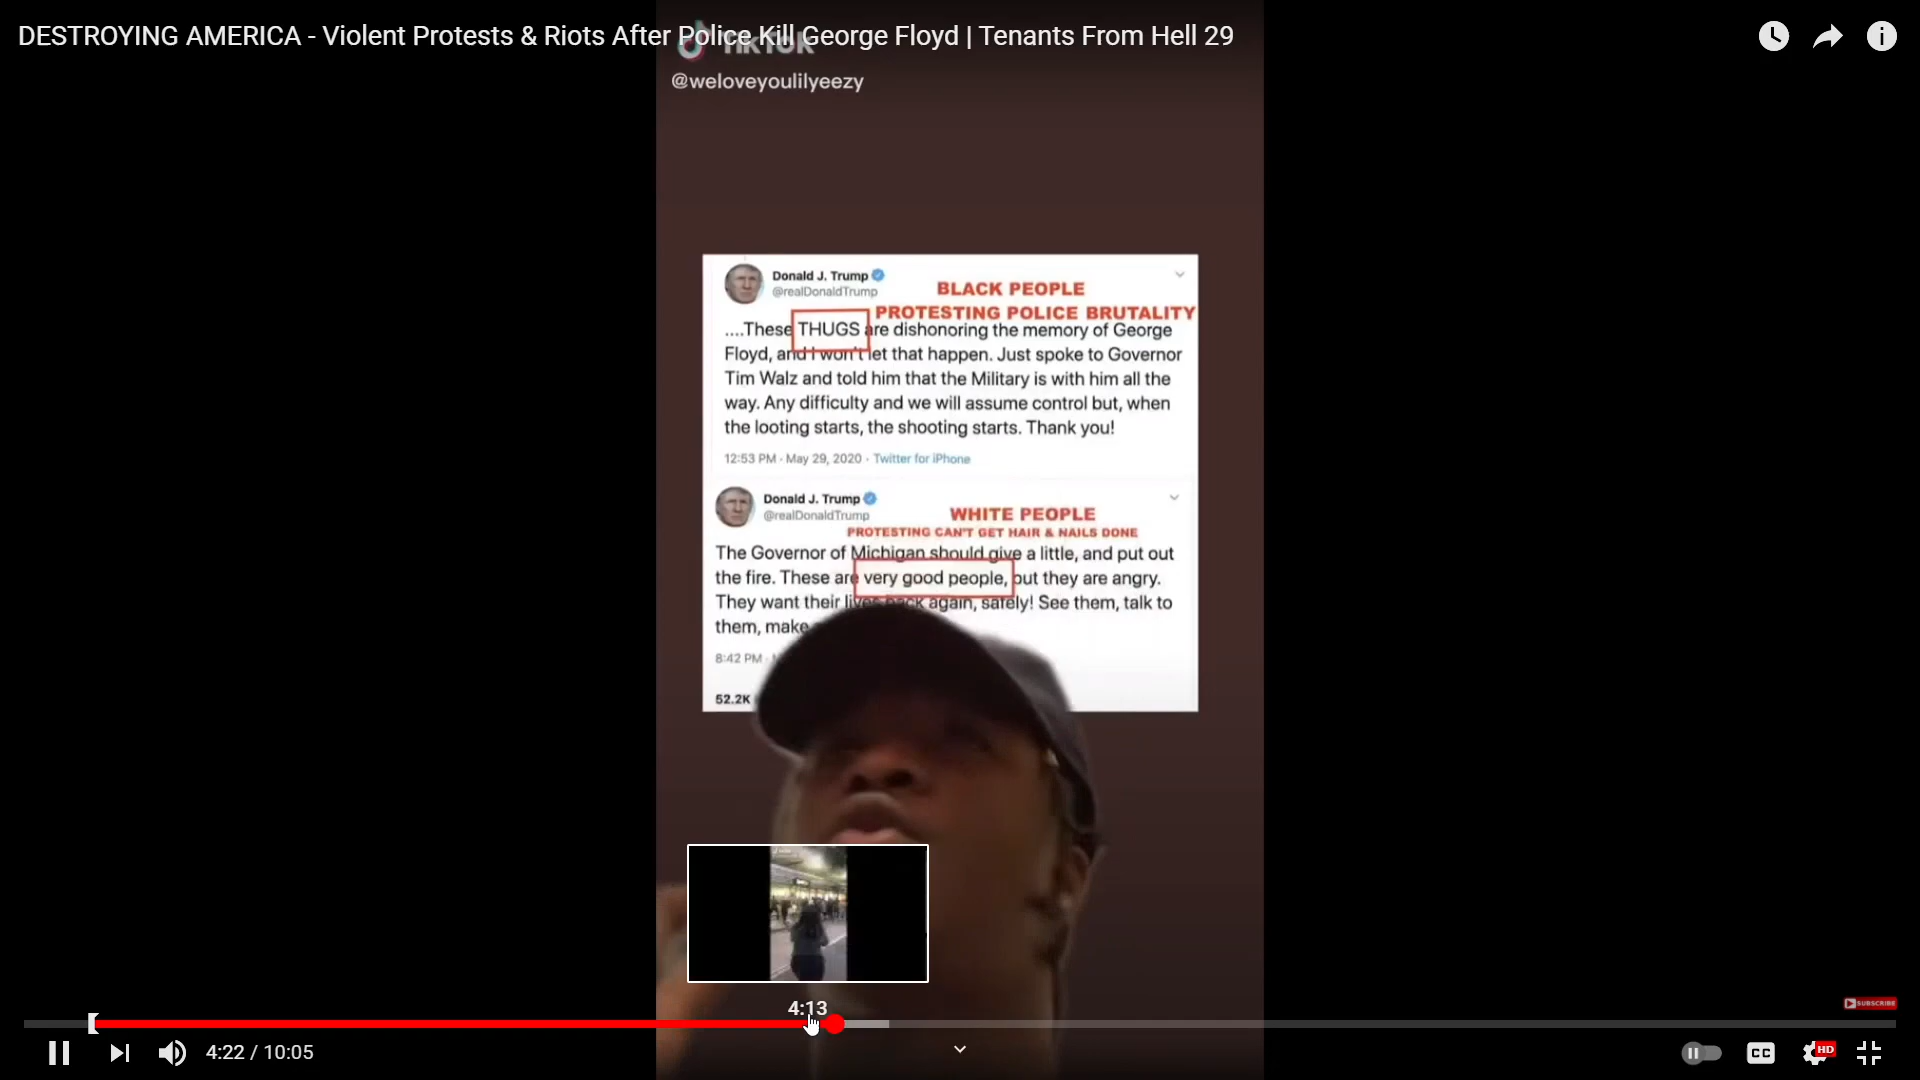 DESTROYING AMERICA - Violent Protests & Riots After Police Kill George Floyd | Tenants From Hell 29
TikTok
@weloveyoulilyeezy
Donald J. Trump
@realDonaldTrump
BLACK PEOPLE
PROTESTING POLICE BRUTALITY
....These THUGS are dishonoring the memory of George
Floyd, and I won't let that happen. Just spoke to Governor
Tim Walz and told him that the Military is with him all the
way. Any difficulty and we will assume control but, when
the looting starts, the shooting starts. Thank you!
12:53 PM · May 29, 2020 · Twitter for iPhone
Donald J. Trump
@realDonaldTrump
WHITE PEOPLE
PROTESTING CAN'T GET HAIR & NAILS DONE
The Governor of Michigan should give a little, and put out
the fire. These are very good people, but they are angry.
They want their lives back again, safely! See them, talk to
them, make
8:42 PM ·
52.2K
4:13
SUBSCRIBE
4:22 / 10:05
CC
HD